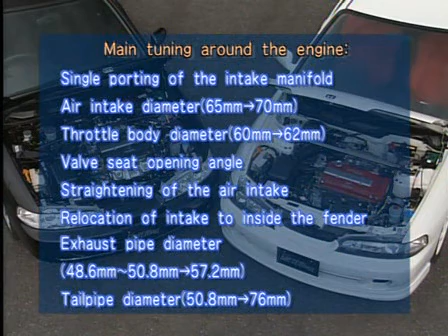 Main tuning around the engine:
Single porting of the intake manifold
Air intake diameter(65mm→70mm)
Throttle body diameter(60mm→62mm)
Valve seat opening angle
Straightening of the air intake
Relocation of intake to inside the fender
Exhaust pipe diameter
(48.6mm~50.8mm→57.2mm)
Tailpipe diameter(50.8mm→76mm)